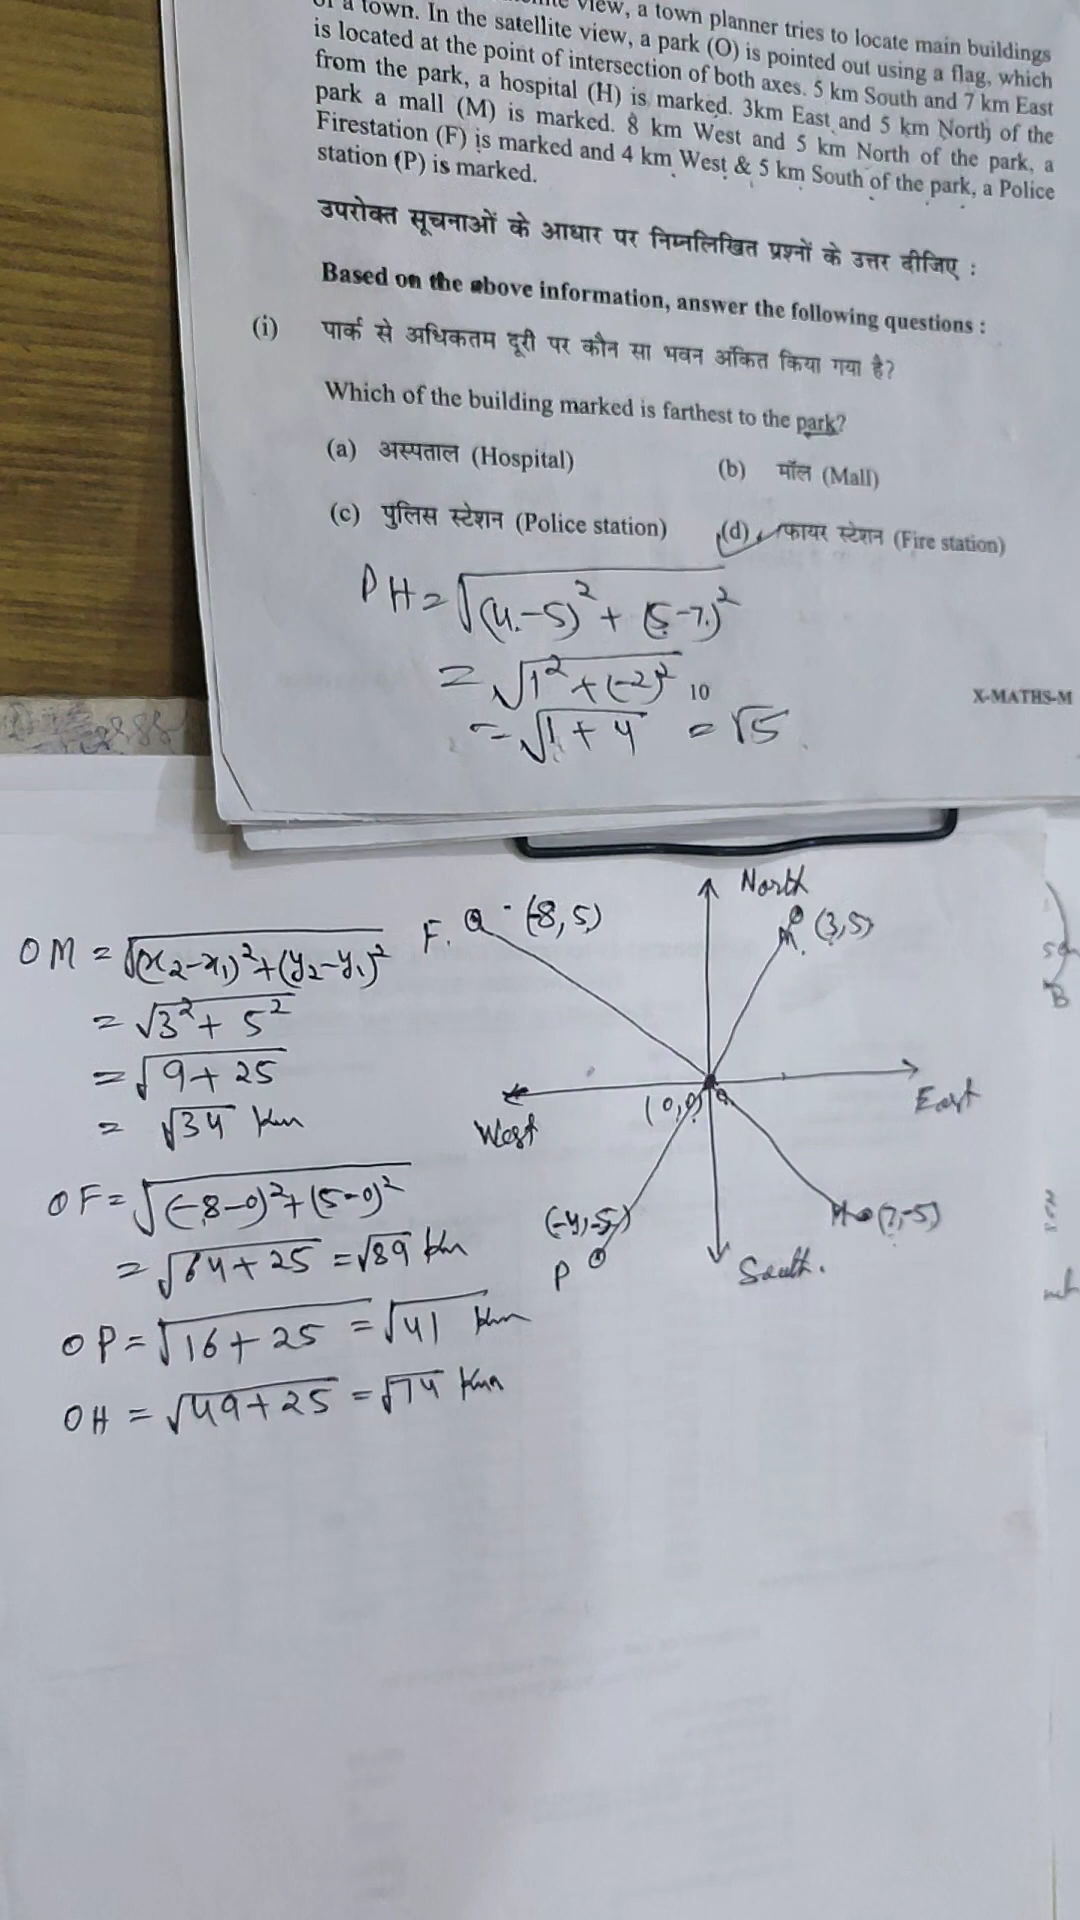 view, a town planner tries to locate main buildings
of a town. In the satellite view, a park (O) is pointed out using a flag, which
is located at the point of intersection of both axes. 5 km South and 7 km East
from the park, a hospital (H) is marked. 3km East and 5 km North of the
park a mall (M) is marked. 8 km West and 5 km North of the park, a
Firestation (F) is marked and 4 km West & 5 km South of the park, a Police
station (P) is marked.
उपरोक्त सूचनाओं के आधार पर निम्नलिखित प्रश्नों के उत्तर दीजिए :
Based on the above information, answer the following questions :
(i) पार्क से अधिकतम दूरी पर कौन सा भवन अंकित किया गया है?
Which of the building marked is farthest to the park?
(a) अस्पताल (Hospital) (b) मॉल (Mall)
(c) पुलिस स्टेशन (Police station) (d) फायर स्टेशन (Fire station)
PH = √(4-5)² + (5-7)²
= √1² + (-2)²
10 X-MATHS-M
= √1 + 4 = √5
North
F. (-8, 5) M (3,5)
OM = √(x₂-x₁)² + (y₂-y₁)²
= √3² + 5²
= √9 + 25
= √34 km
(0,0) East
West
OF = √(-8-0)² + (5-0)²
(-4,-5) H (7,-5)
= √64 + 25 = √89 km
P South.
OP = √16 + 25 = √41 km
OH = √49 + 25 = √74 km